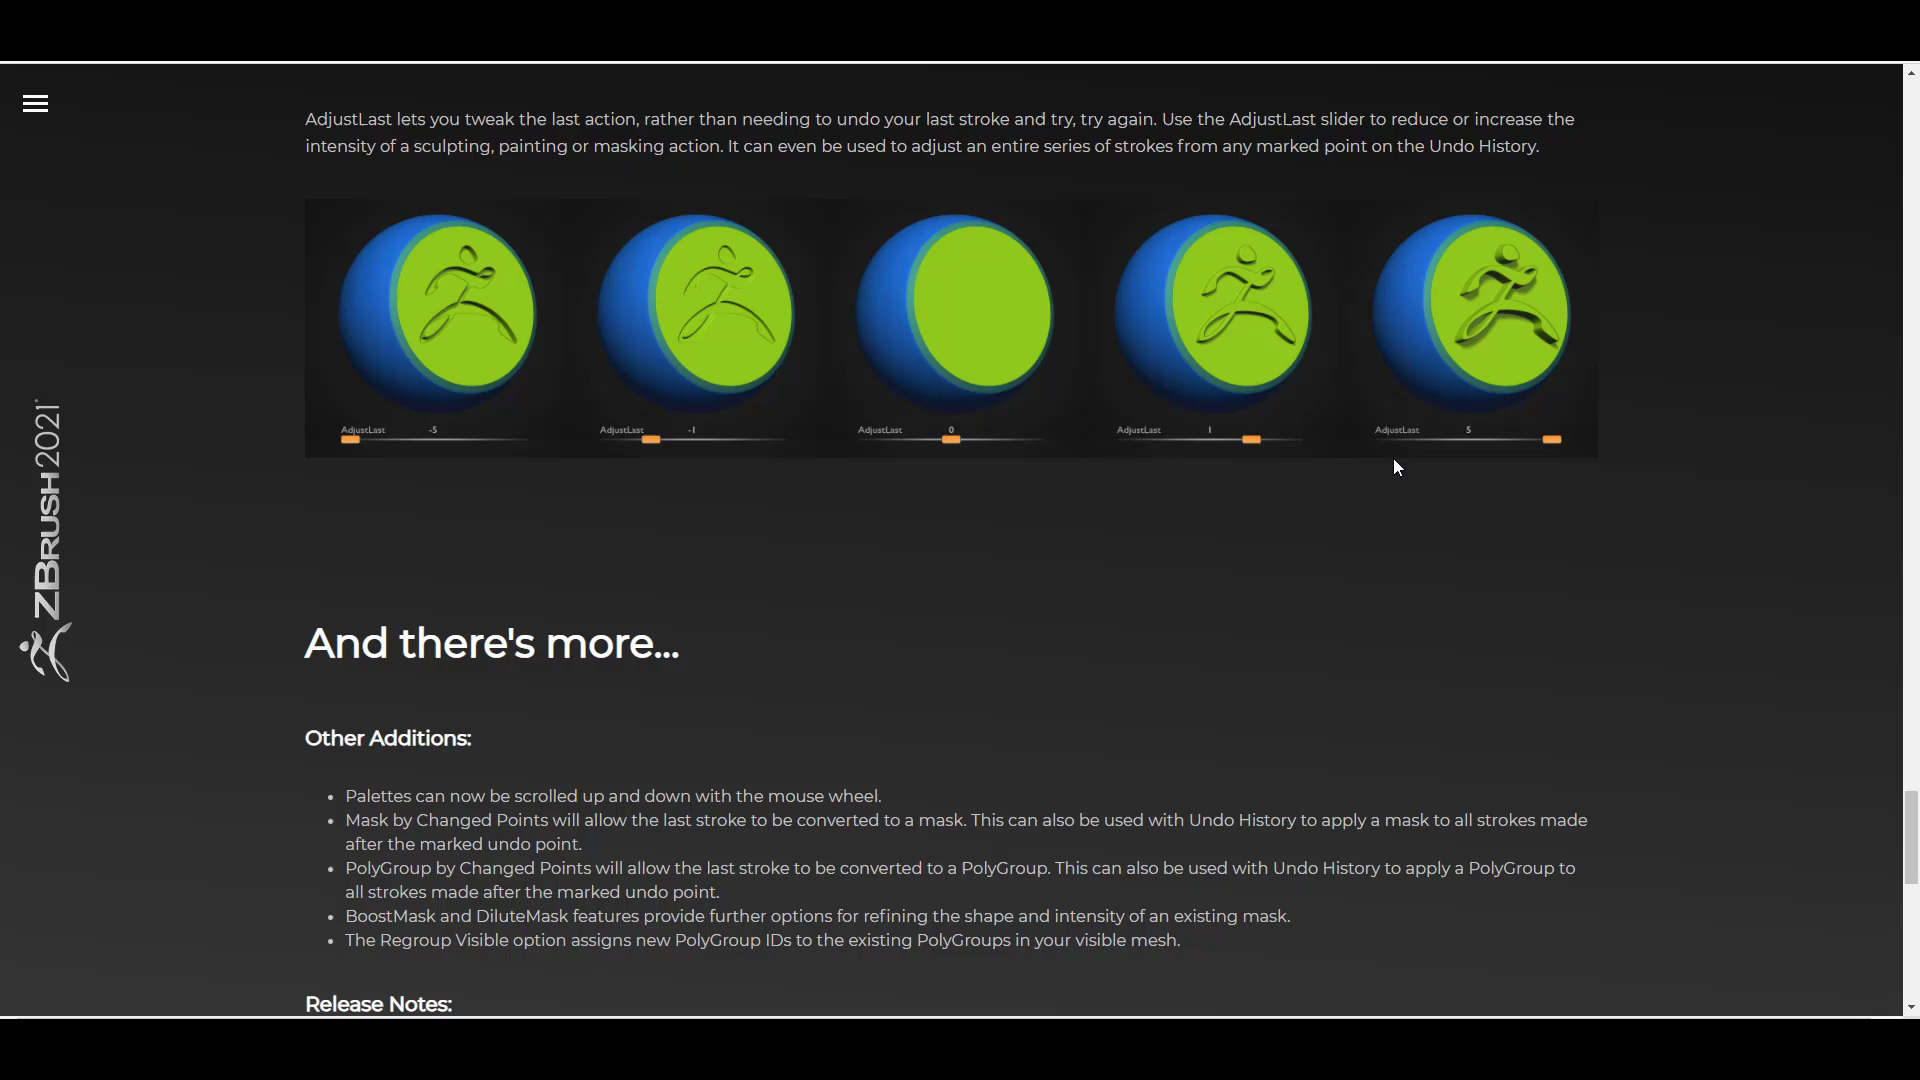 AdjustLast lets you tweak the last action, rather than needing to undo your last stroke and try, try again. Use the AdjustLast slider to reduce or increase the
intensity of a sculpting, painting or masking action. It can even be used to adjust an entire series of strokes from any marked point on the Undo History.
AdjustLast -5
AdjustLast -1
AdjustLast 0
AdjustLast 1
AdjustLast 5
ZBRUSH 2021
And there's more...
Other Additions:
• Palettes can now be scrolled up and down with the mouse wheel.
• Mask by Changed Points will allow the last stroke to be converted to a mask. This can also be used with Undo History to apply a mask to all strokes made
after the marked undo point.
• PolyGroup by Changed Points will allow the last stroke to be converted to a PolyGroup. This can also be used with Undo History to apply a PolyGroup to
all strokes made after the marked undo point.
• BoostMask and DiluteMask features provide further options for refining the shape and intensity of an existing mask.
• The Regroup Visible option assigns new PolyGroup IDs to the existing PolyGroups in your visible mesh.
Release Notes: